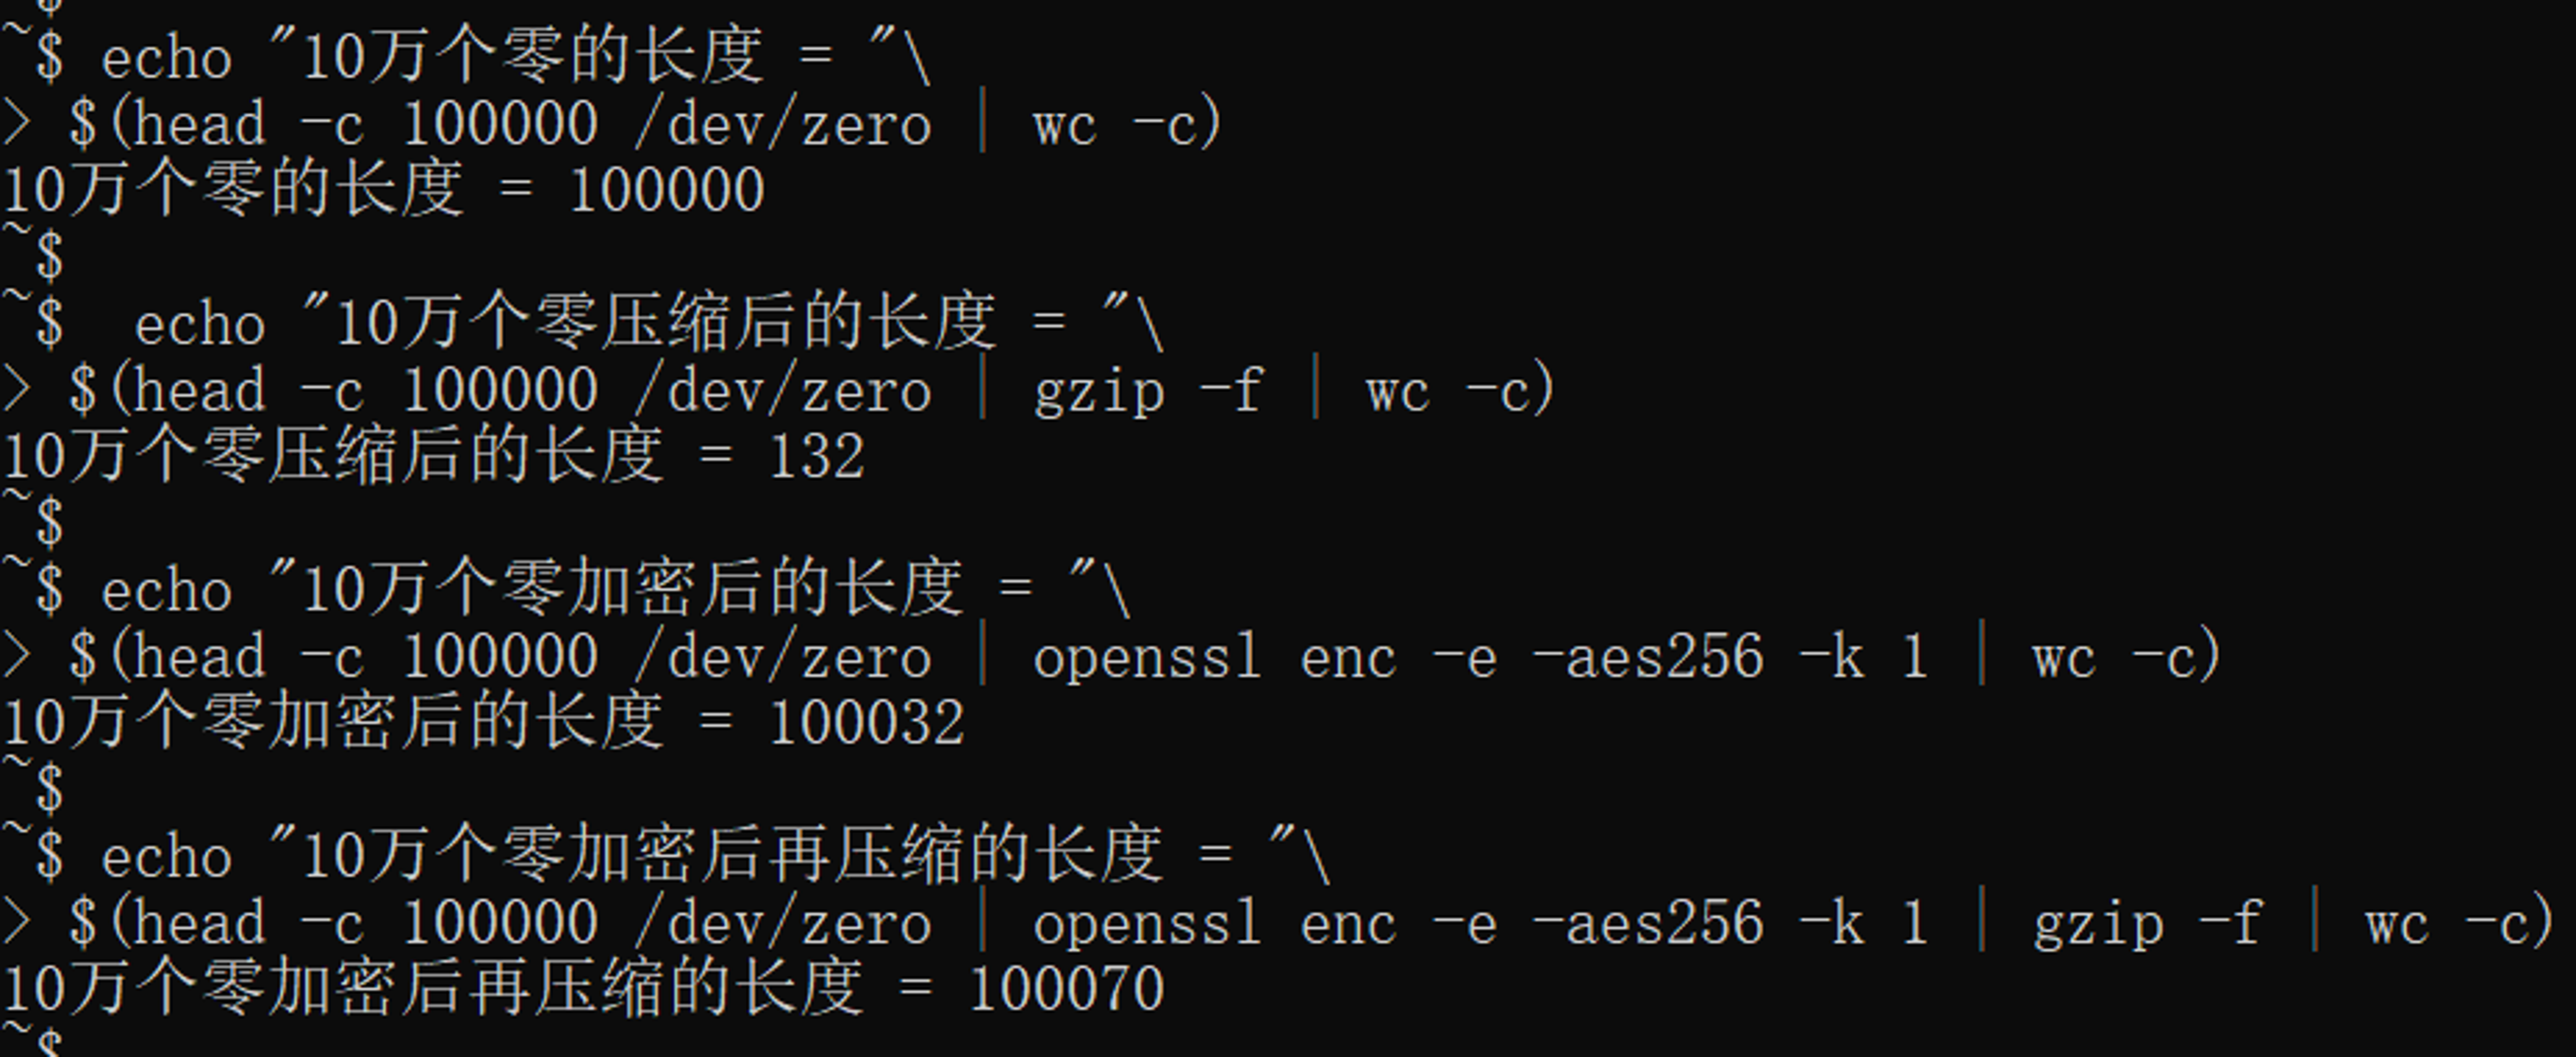 ~$
~$ echo "10万个零的长度 = "\
> $(head -c 100000 /dev/zero | wc -c)
10万个零的长度 = 100000
~$
~$  echo "10万个零压缩后的长度 = "\
> $(head -c 100000 /dev/zero | gzip -f | wc -c)
10万个零压缩后的长度 = 132
~$
~$ echo "10万个零加密后的长度 = "\
> $(head -c 100000 /dev/zero | openssl enc -e -aes256 -k 1 | wc -c)
10万个零加密后的长度 = 100032
~$
~$ echo "10万个零加密后再压缩的长度 = "\
> $(head -c 100000 /dev/zero | openssl enc -e -aes256 -k 1 | gzip -f | wc -c)
10万个零加密后再压缩的长度 = 100070
~$